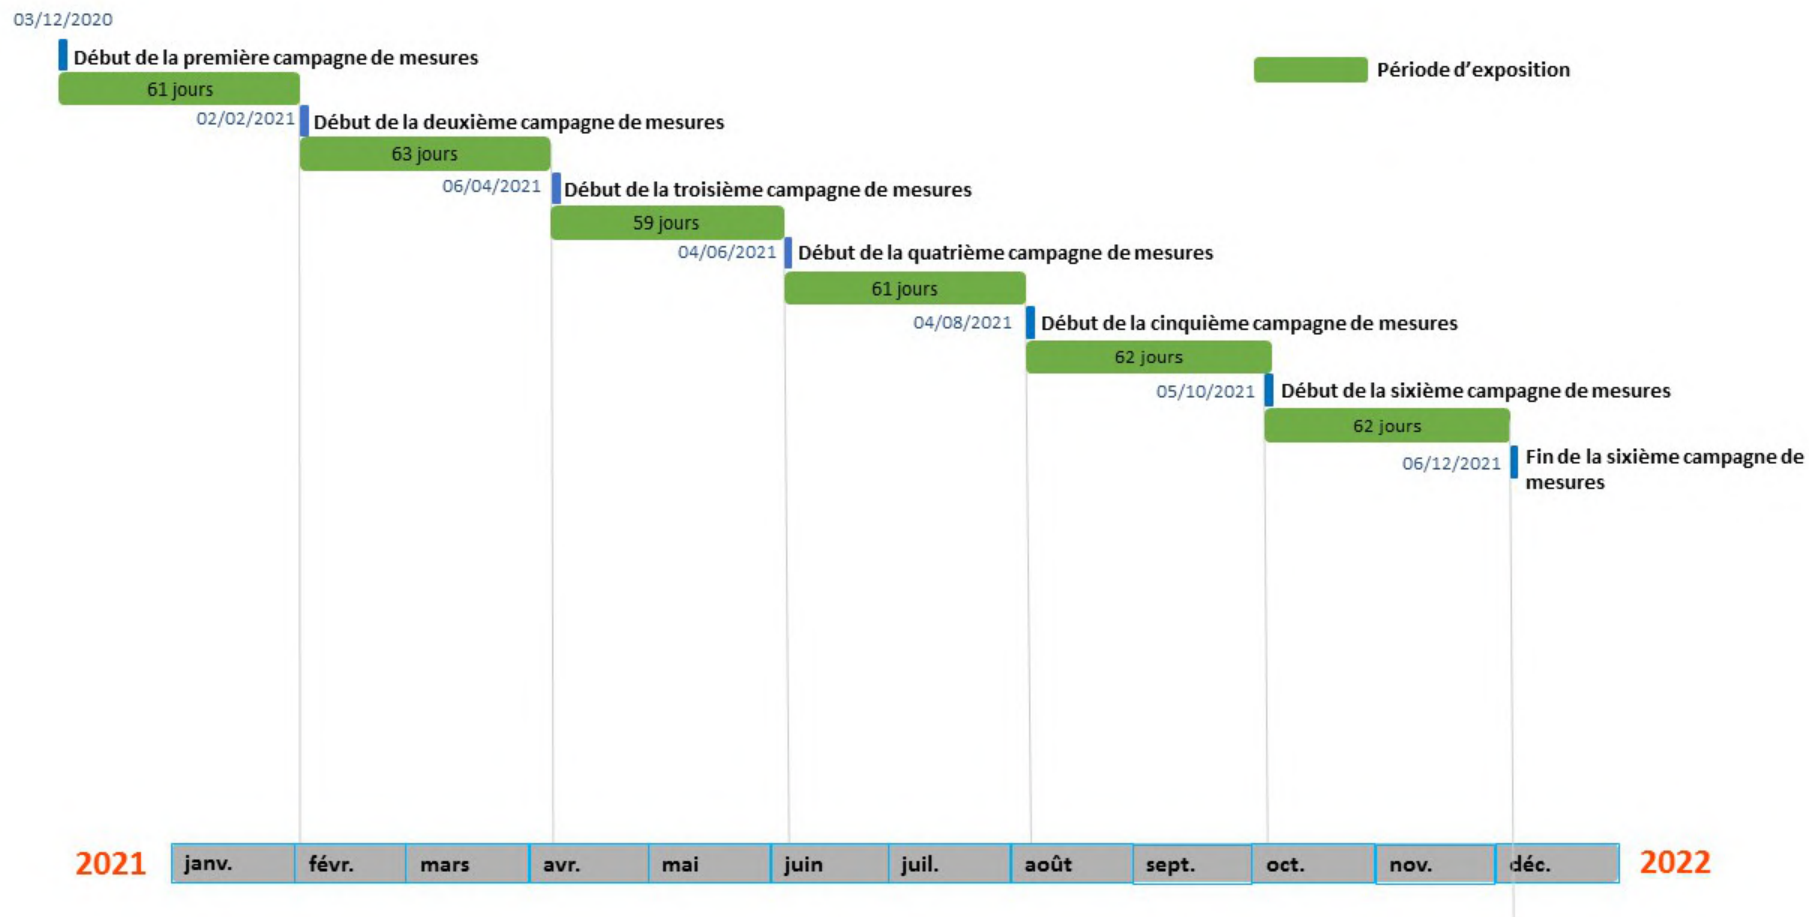 03/12/2020
Début de la première campagne de mesures
Période d'exposition
61 jours
02/02/2021
Début de la deuxième campagne de mesures
63 jours
06/04/2021
Début de la troisième campagne de mesures
59 jours
04/06/2021
Début de la quatrième campagne de mesures
61 jours
04/08/2021
Début de la cinquième campagne de mesures
62 jours
05/10/2021
Début de la sixième campagne de mesures
62 jours
06/12/2021
Fin de la sixième campagne de
mesures
2021 janv. févr. mars avr. mai juin juil. août sept. oct. nov. déc. 2022